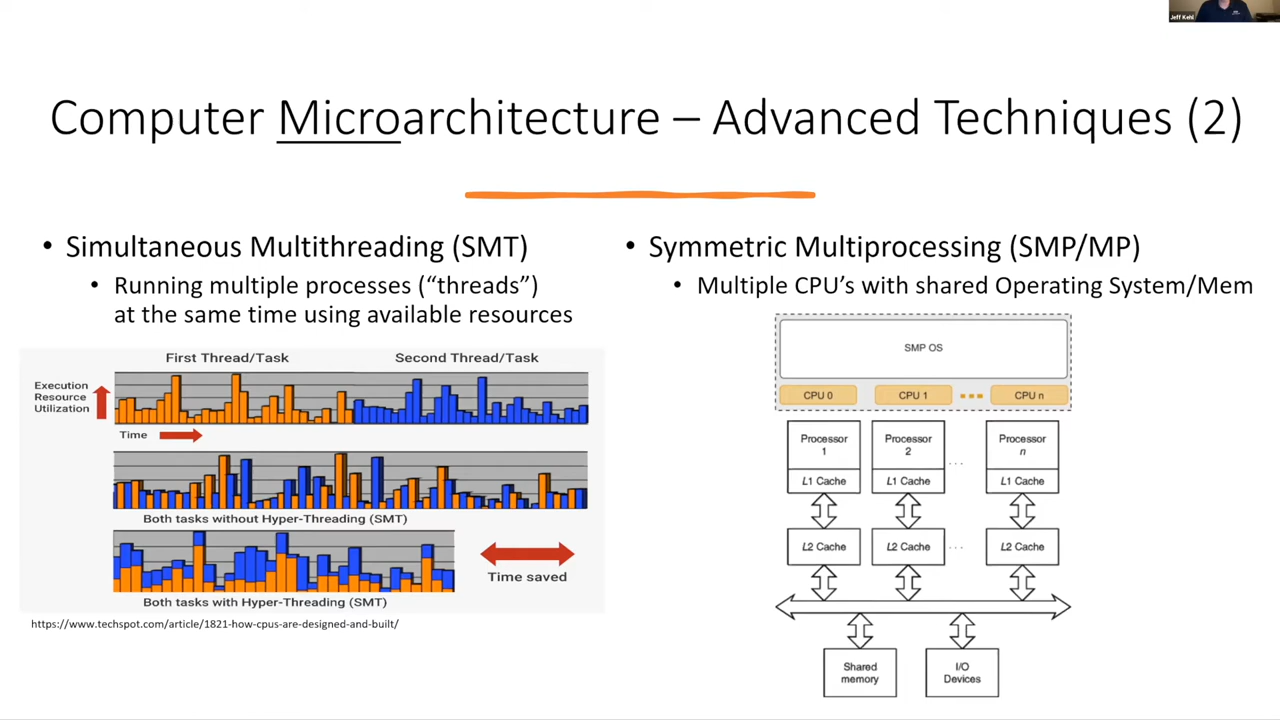 Jeff Kehl
Computer Microarchitecture – Advanced Techniques (2)
• Simultaneous Multithreading (SMT)
• Running multiple processes (“threads”)
at the same time using available resources
First Thread/Task
Second Thread/Task
Execution
Resource
Utilization
Time
Both tasks without Hyper-Threading (SMT)
Both tasks with Hyper-Threading (SMT)
Time saved
https://www.techspot.com/article/1821-how-cpus-are-designed-and-built/
• Symmetric Multiprocessing (SMP/MP)
• Multiple CPU’s with shared Operating System/Mem
SMP OS
CPU 0
CPU 1
CPU n
Processor
1
Processor
2
Processor
n
L1 Cache
L1 Cache
L1 Cache
L2 Cache
L2 Cache
L2 Cache
Shared
memory
I/O
Devices